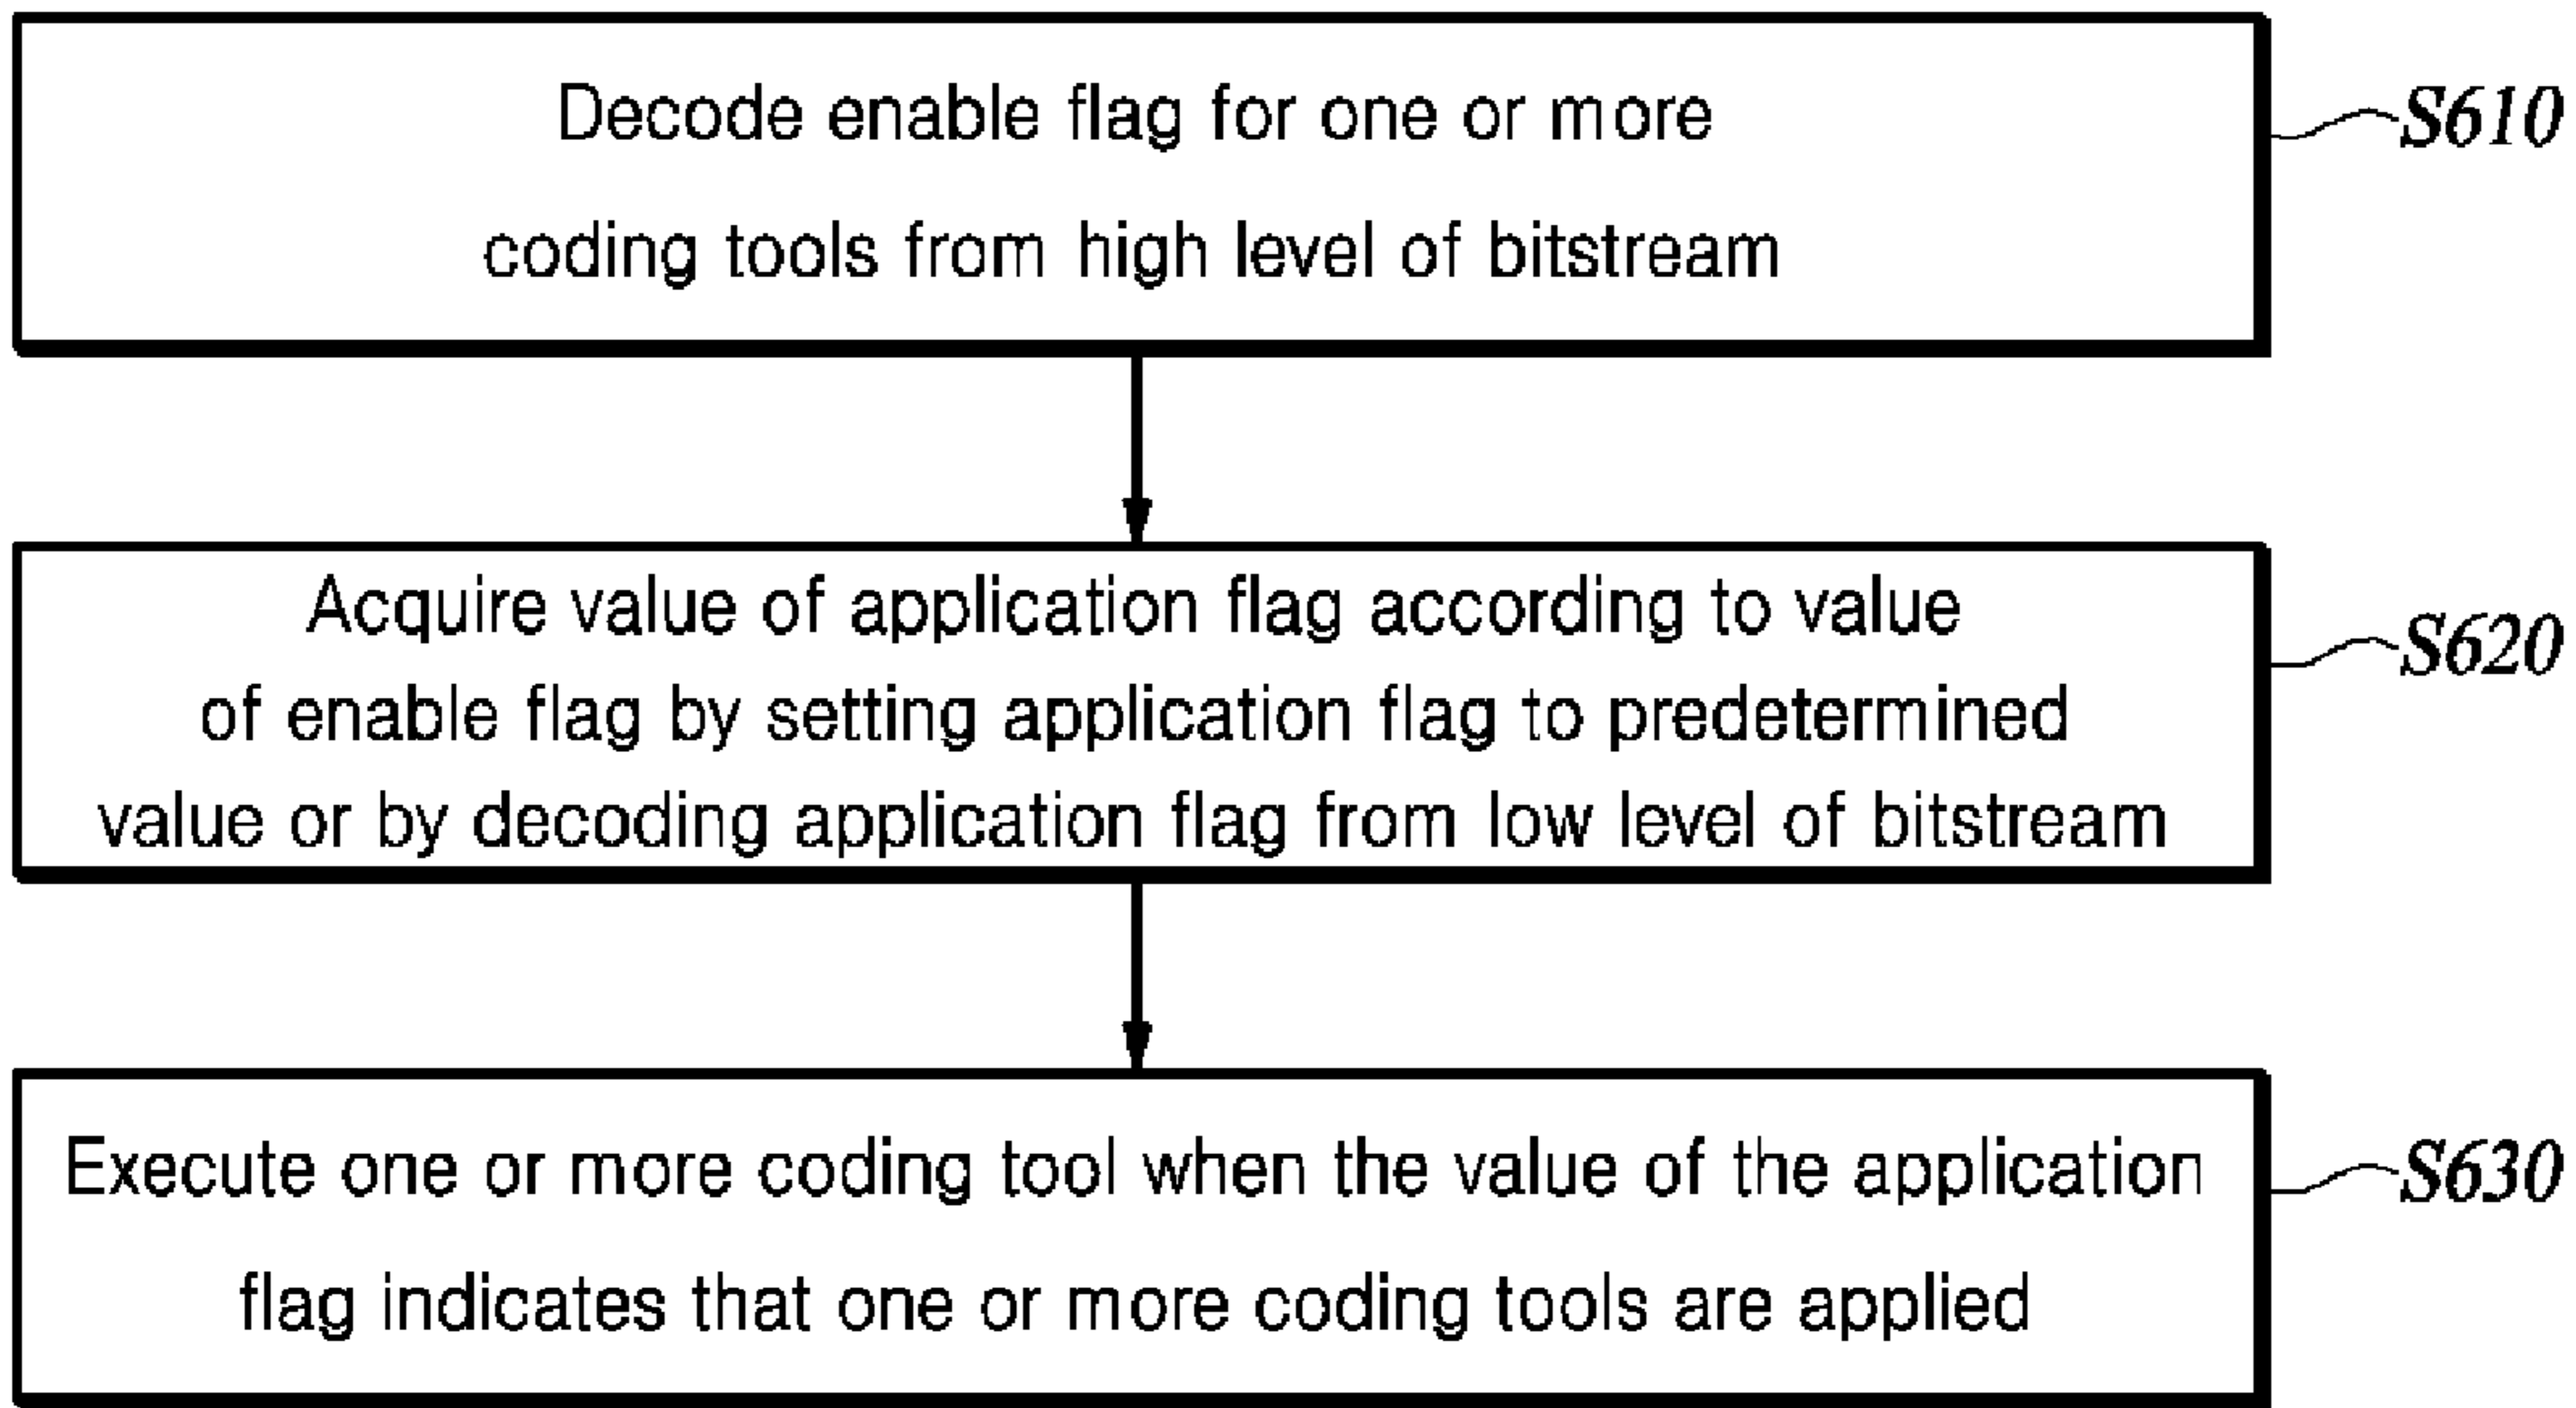 Decode enable flag for one or more
coding tools from high level of bitstream
S610
Acquire value of application flag according to value
of enable flag by setting application flag to predetermined
value or by decoding application flag from low level of bitstream
S620
Execute one or more coding tool when the value of the application
flag indicates that one or more coding tools are applied
S630